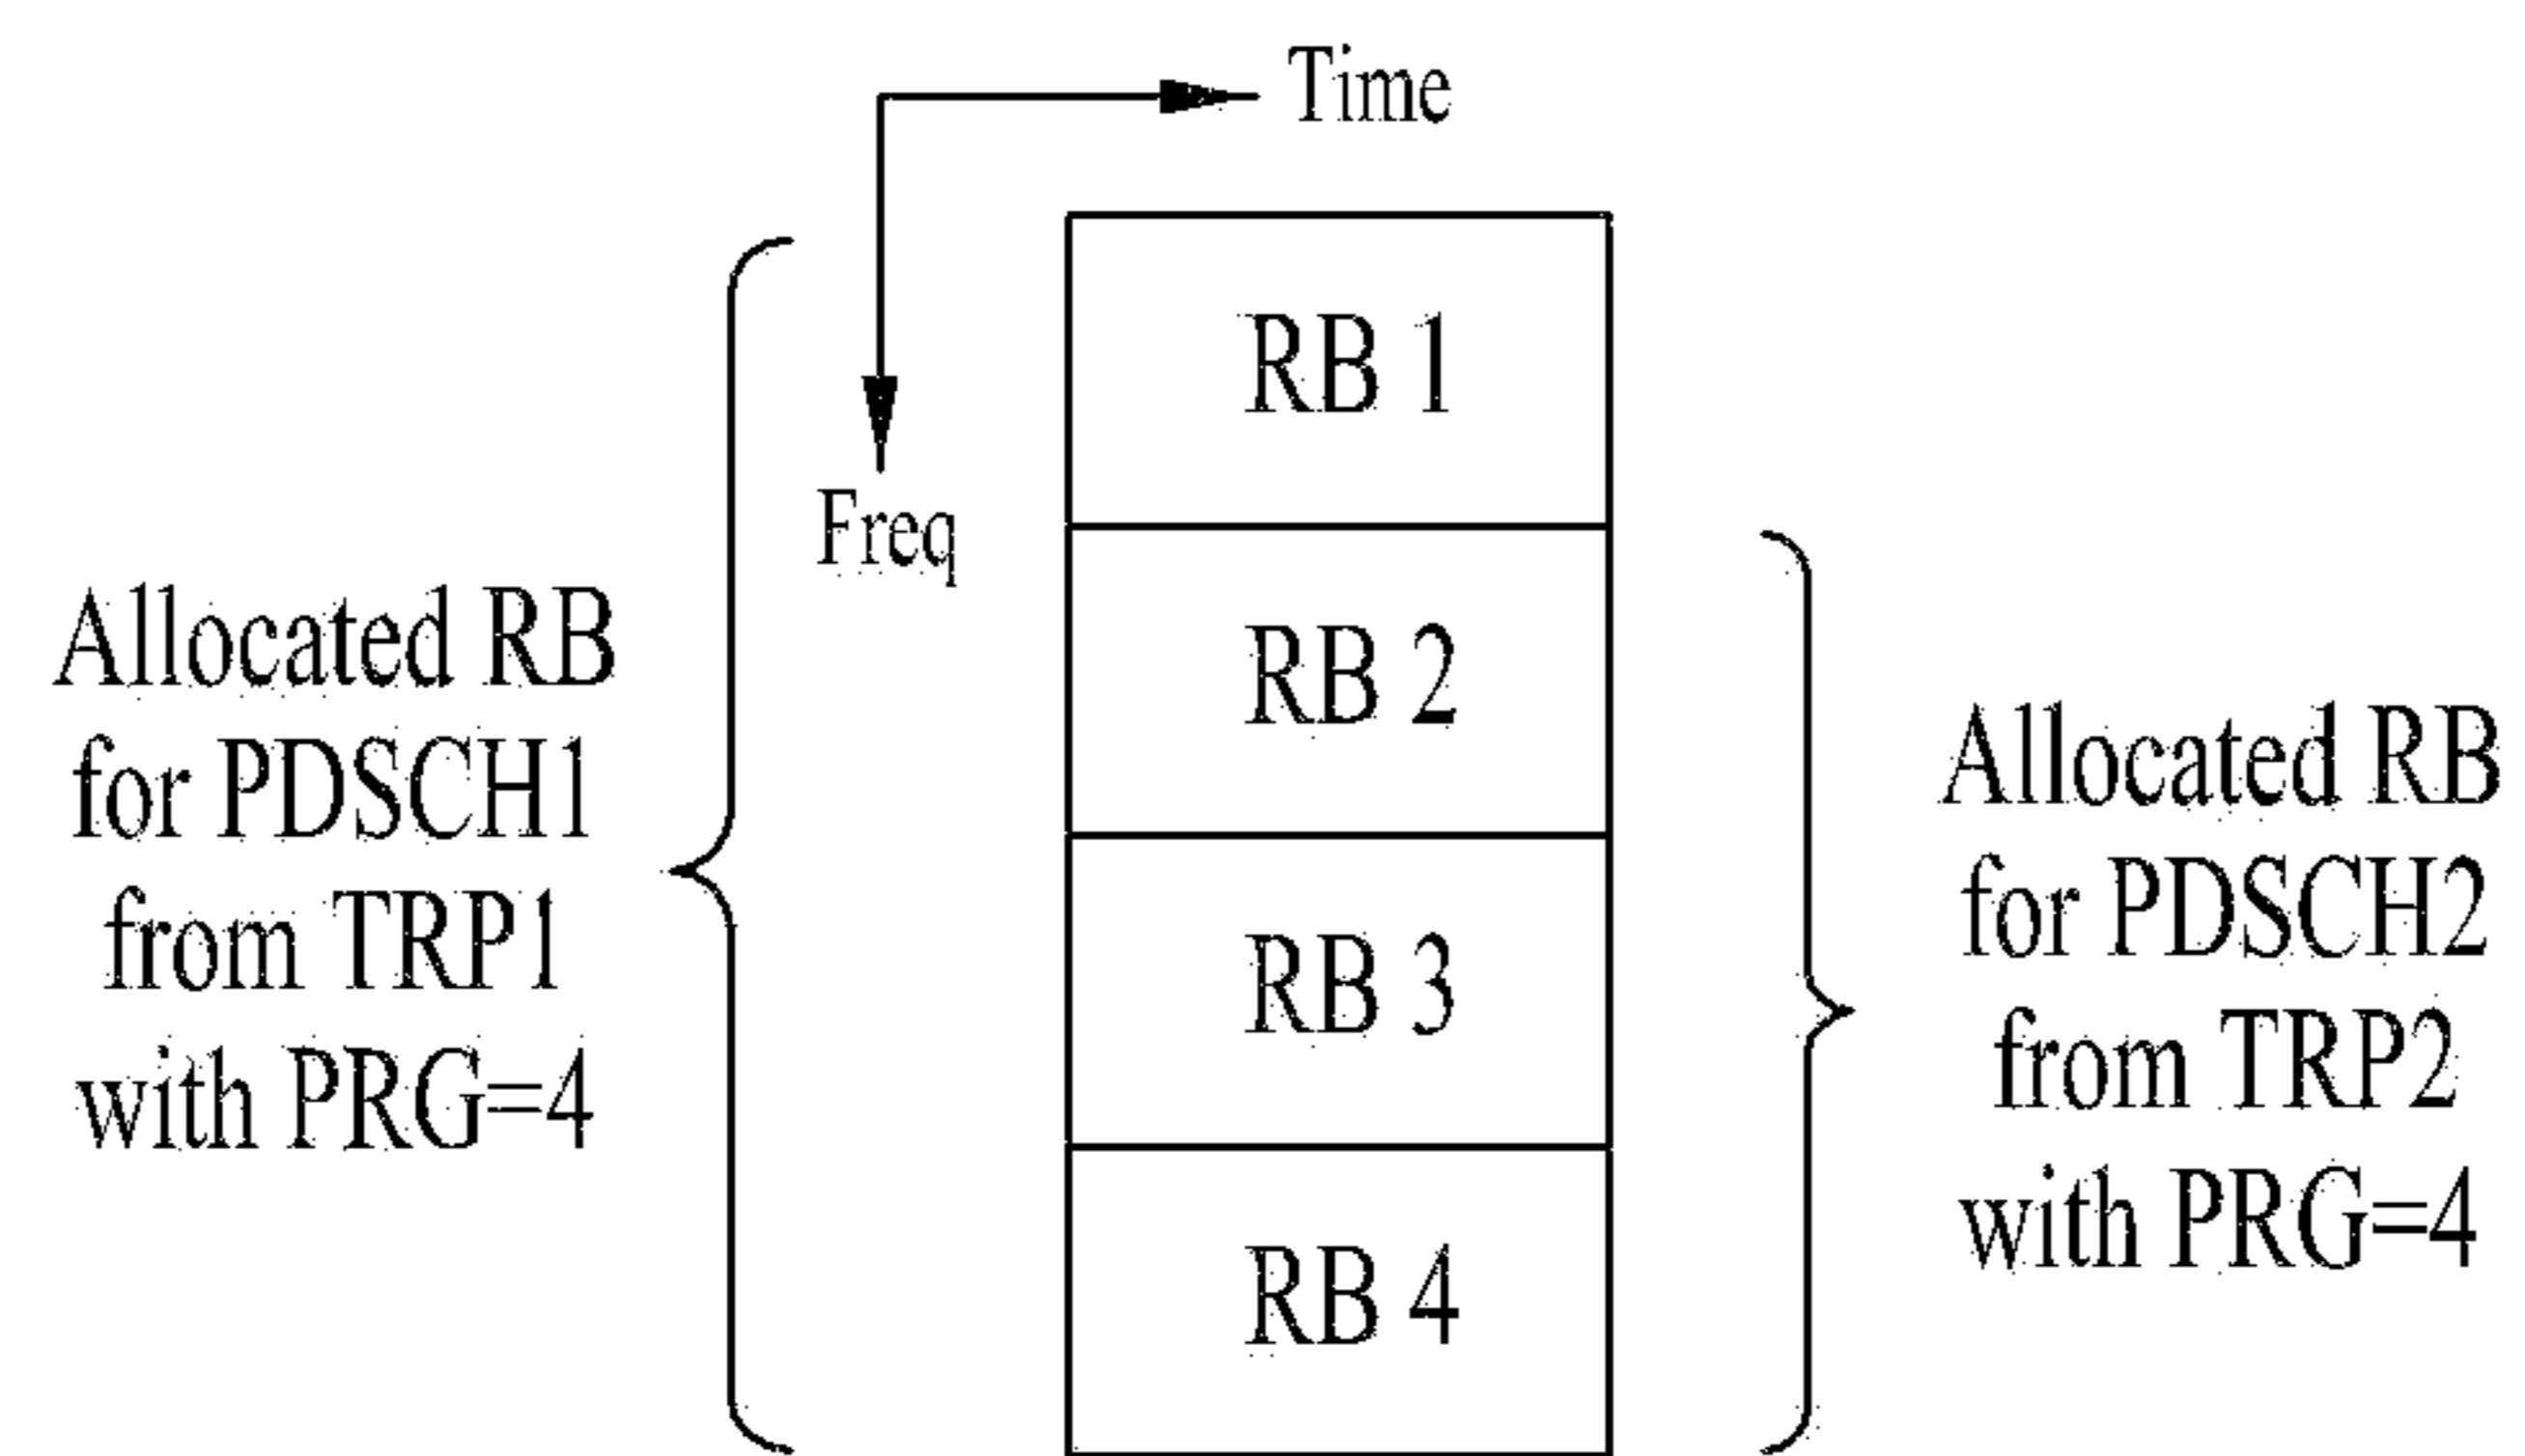 Time
Freq
RB 1
RB 2
RB 3
RB 4
Allocated RB
for PDSCH1
from TRP1
with PRG=4
Allocated RB
for PDSCH2
from TRP2
with PRG=4